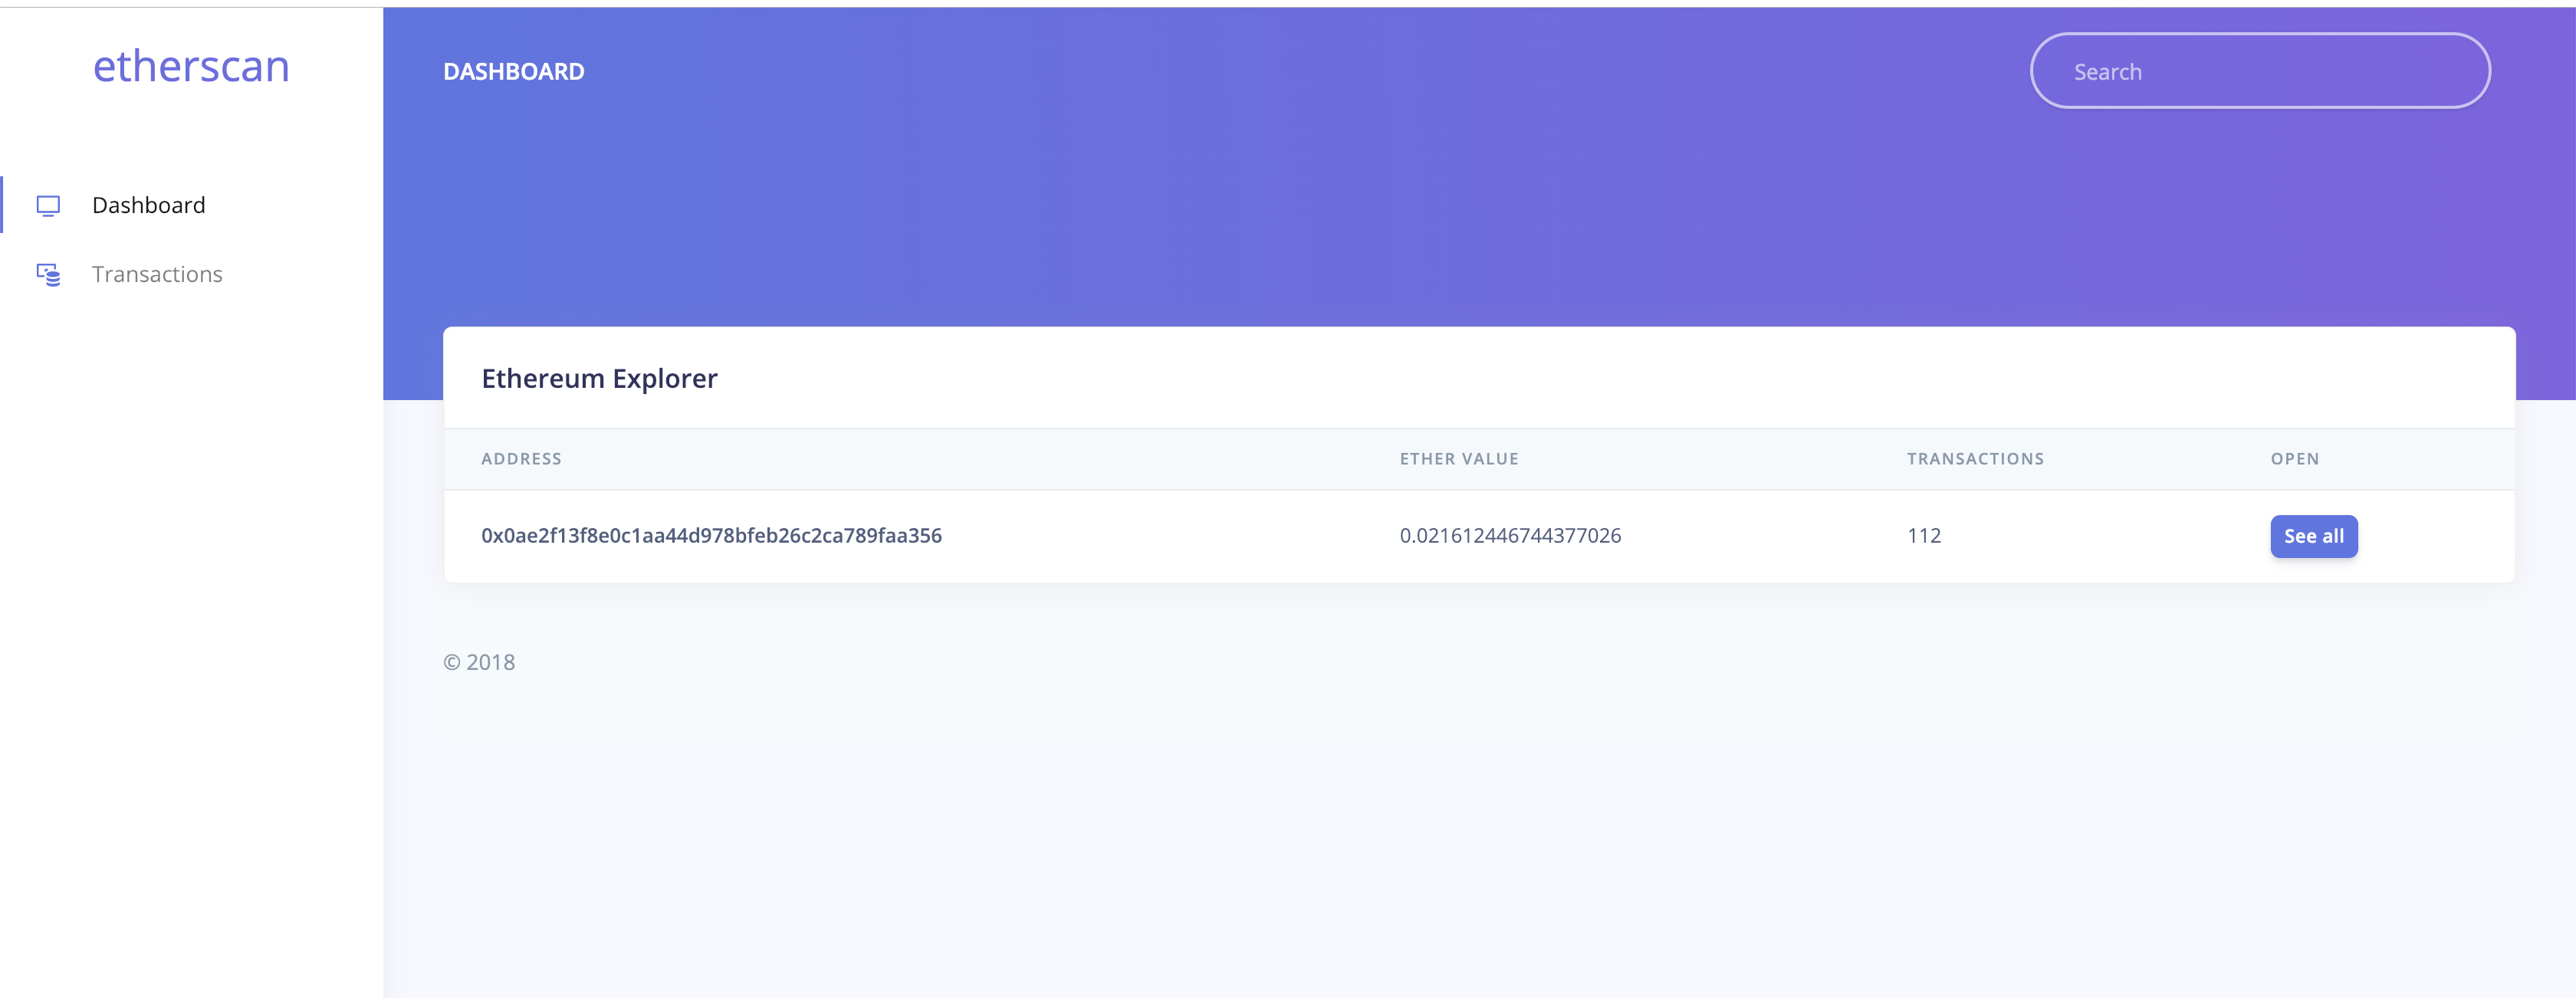 etherscan
DASHBOARD
Search
Dashboard
Transactions
Ethereum Explorer
ADDRESS ETHER VALUE TRANSACTIONS OPEN
0x0ae2f13f8e0c1aa44d978bfeb26c2ca789faa356 0.021612446744377026 112 See all
© 2018